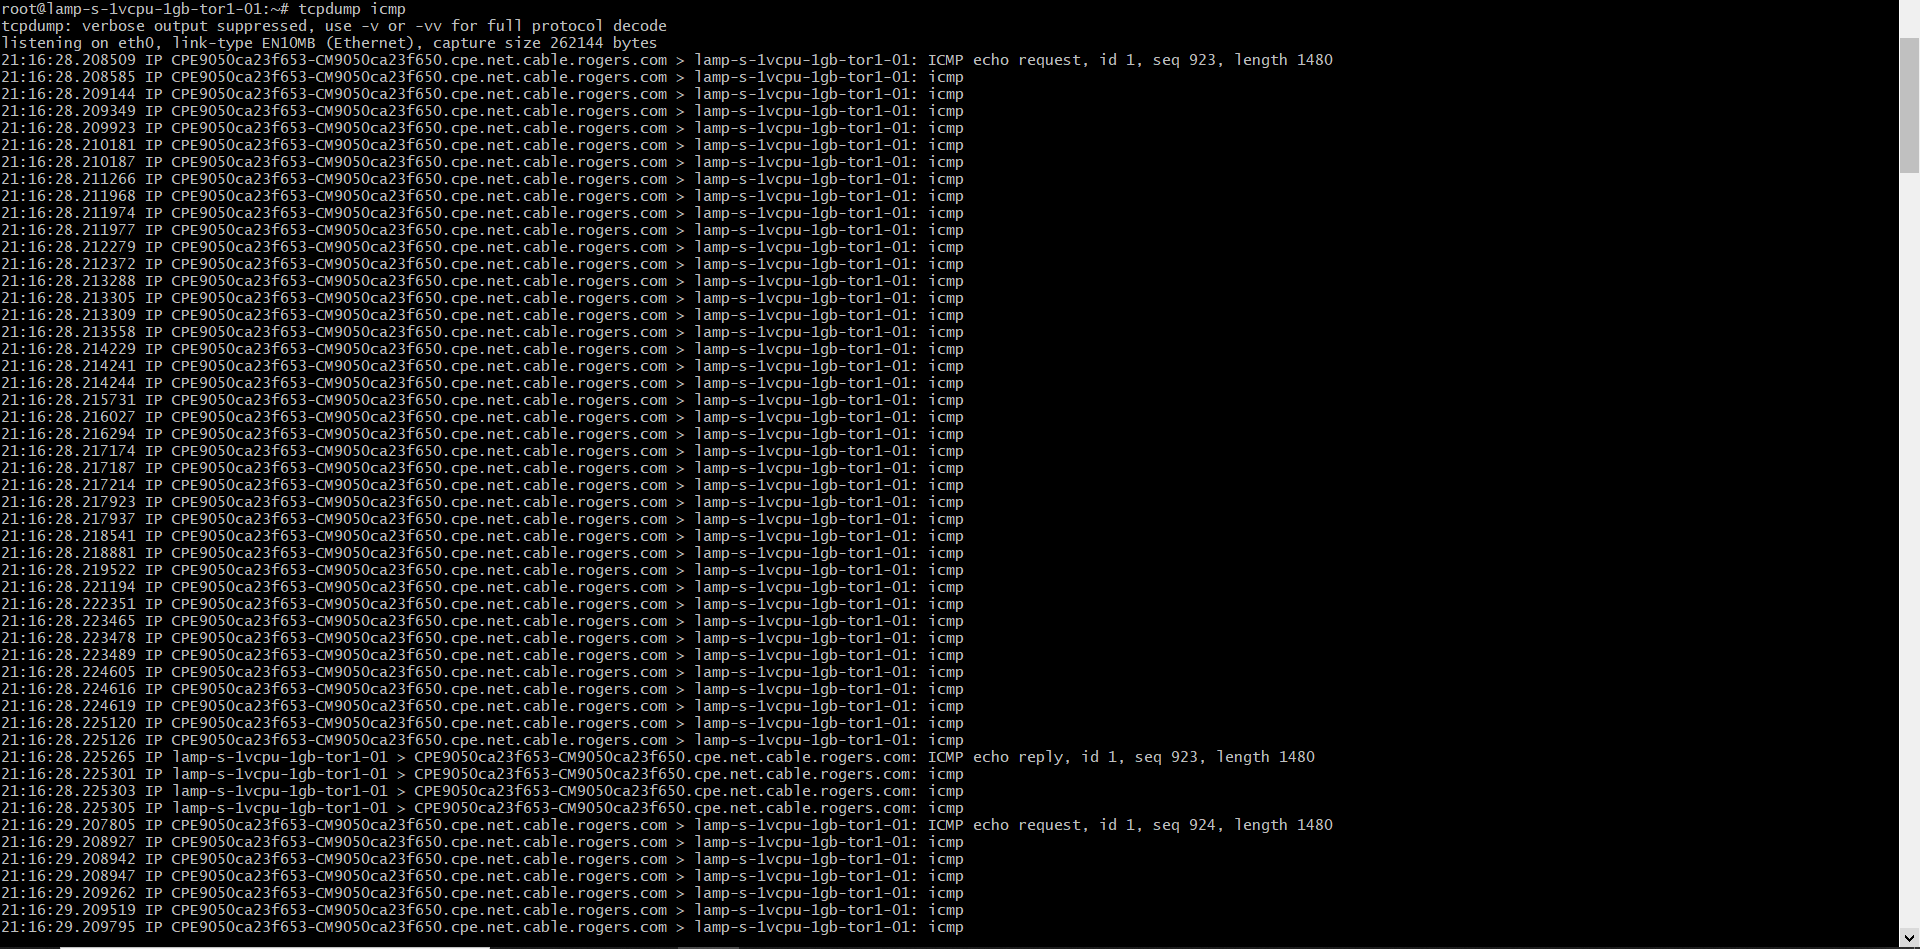 root@lamp-s-1vcpu-1gb-tor1-01:~# tcpdump icmp
tcpdump: verbose output suppressed, use -v or -vv for full protocol decode
listening on eth0, link-type EN10MB (Ethernet), capture size 262144 bytes
21:16:28.208509 IP CPE9050ca23f653-CM9050ca23f650.cpe.net.cable.rogers.com > lamp-s-1vcpu-1gb-tor1-01: ICMP echo request, id 1, seq 923, length 1480
21:16:28.208585 IP CPE9050ca23f653-CM9050ca23f650.cpe.net.cable.rogers.com > lamp-s-1vcpu-1gb-tor1-01: icmp
21:16:28.209144 IP CPE9050ca23f653-CM9050ca23f650.cpe.net.cable.rogers.com > lamp-s-1vcpu-1gb-tor1-01: icmp
21:16:28.209349 IP CPE9050ca23f653-CM9050ca23f650.cpe.net.cable.rogers.com > lamp-s-1vcpu-1gb-tor1-01: icmp
21:16:28.209923 IP CPE9050ca23f653-CM9050ca23f650.cpe.net.cable.rogers.com > lamp-s-1vcpu-1gb-tor1-01: icmp
21:16:28.210181 IP CPE9050ca23f653-CM9050ca23f650.cpe.net.cable.rogers.com > lamp-s-1vcpu-1gb-tor1-01: icmp
21:16:28.210187 IP CPE9050ca23f653-CM9050ca23f650.cpe.net.cable.rogers.com > lamp-s-1vcpu-1gb-tor1-01: icmp
21:16:28.211266 IP CPE9050ca23f653-CM9050ca23f650.cpe.net.cable.rogers.com > lamp-s-1vcpu-1gb-tor1-01: icmp
21:16:28.211968 IP CPE9050ca23f653-CM9050ca23f650.cpe.net.cable.rogers.com > lamp-s-1vcpu-1gb-tor1-01: icmp
21:16:28.211974 IP CPE9050ca23f653-CM9050ca23f650.cpe.net.cable.rogers.com > lamp-s-1vcpu-1gb-tor1-01: icmp
21:16:28.211977 IP CPE9050ca23f653-CM9050ca23f650.cpe.net.cable.rogers.com > lamp-s-1vcpu-1gb-tor1-01: icmp
21:16:28.212279 IP CPE9050ca23f653-CM9050ca23f650.cpe.net.cable.rogers.com > lamp-s-1vcpu-1gb-tor1-01: icmp
21:16:28.212372 IP CPE9050ca23f653-CM9050ca23f650.cpe.net.cable.rogers.com > lamp-s-1vcpu-1gb-tor1-01: icmp
21:16:28.213288 IP CPE9050ca23f653-CM9050ca23f650.cpe.net.cable.rogers.com > lamp-s-1vcpu-1gb-tor1-01: icmp
21:16:28.213305 IP CPE9050ca23f653-CM9050ca23f650.cpe.net.cable.rogers.com > lamp-s-1vcpu-1gb-tor1-01: icmp
21:16:28.213309 IP CPE9050ca23f653-CM9050ca23f650.cpe.net.cable.rogers.com > lamp-s-1vcpu-1gb-tor1-01: icmp
21:16:28.213558 IP CPE9050ca23f653-CM9050ca23f650.cpe.net.cable.rogers.com > lamp-s-1vcpu-1gb-tor1-01: icmp
21:16:28.214229 IP CPE9050ca23f653-CM9050ca23f650.cpe.net.cable.rogers.com > lamp-s-1vcpu-1gb-tor1-01: icmp
21:16:28.214241 IP CPE9050ca23f653-CM9050ca23f650.cpe.net.cable.rogers.com > lamp-s-1vcpu-1gb-tor1-01: icmp
21:16:28.214244 IP CPE9050ca23f653-CM9050ca23f650.cpe.net.cable.rogers.com > lamp-s-1vcpu-1gb-tor1-01: icmp
21:16:28.215731 IP CPE9050ca23f653-CM9050ca23f650.cpe.net.cable.rogers.com > lamp-s-1vcpu-1gb-tor1-01: icmp
21:16:28.216027 IP CPE9050ca23f653-CM9050ca23f650.cpe.net.cable.rogers.com > lamp-s-1vcpu-1gb-tor1-01: icmp
21:16:28.216294 IP CPE9050ca23f653-CM9050ca23f650.cpe.net.cable.rogers.com > lamp-s-1vcpu-1gb-tor1-01: icmp
21:16:28.217174 IP CPE9050ca23f653-CM9050ca23f650.cpe.net.cable.rogers.com > lamp-s-1vcpu-1gb-tor1-01: icmp
21:16:28.217187 IP CPE9050ca23f653-CM9050ca23f650.cpe.net.cable.rogers.com > lamp-s-1vcpu-1gb-tor1-01: icmp
21:16:28.217214 IP CPE9050ca23f653-CM9050ca23f650.cpe.net.cable.rogers.com > lamp-s-1vcpu-1gb-tor1-01: icmp
21:16:28.217923 IP CPE9050ca23f653-CM9050ca23f650.cpe.net.cable.rogers.com > lamp-s-1vcpu-1gb-tor1-01: icmp
21:16:28.217937 IP CPE9050ca23f653-CM9050ca23f650.cpe.net.cable.rogers.com > lamp-s-1vcpu-1gb-tor1-01: icmp
21:16:28.218541 IP CPE9050ca23f653-CM9050ca23f650.cpe.net.cable.rogers.com > lamp-s-1vcpu-1gb-tor1-01: icmp
21:16:28.218881 IP CPE9050ca23f653-CM9050ca23f650.cpe.net.cable.rogers.com > lamp-s-1vcpu-1gb-tor1-01: icmp
21:16:28.219522 IP CPE9050ca23f653-CM9050ca23f650.cpe.net.cable.rogers.com > lamp-s-1vcpu-1gb-tor1-01: icmp
21:16:28.221194 IP CPE9050ca23f653-CM9050ca23f650.cpe.net.cable.rogers.com > lamp-s-1vcpu-1gb-tor1-01: icmp
21:16:28.222351 IP CPE9050ca23f653-CM9050ca23f650.cpe.net.cable.rogers.com > lamp-s-1vcpu-1gb-tor1-01: icmp
21:16:28.223465 IP CPE9050ca23f653-CM9050ca23f650.cpe.net.cable.rogers.com > lamp-s-1vcpu-1gb-tor1-01: icmp
21:16:28.223478 IP CPE9050ca23f653-CM9050ca23f650.cpe.net.cable.rogers.com > lamp-s-1vcpu-1gb-tor1-01: icmp
21:16:28.223489 IP CPE9050ca23f653-CM9050ca23f650.cpe.net.cable.rogers.com > lamp-s-1vcpu-1gb-tor1-01: icmp
21:16:28.224605 IP CPE9050ca23f653-CM9050ca23f650.cpe.net.cable.rogers.com > lamp-s-1vcpu-1gb-tor1-01: icmp
21:16:28.224616 IP CPE9050ca23f653-CM9050ca23f650.cpe.net.cable.rogers.com > lamp-s-1vcpu-1gb-tor1-01: icmp
21:16:28.224619 IP CPE9050ca23f653-CM9050ca23f650.cpe.net.cable.rogers.com > lamp-s-1vcpu-1gb-tor1-01: icmp
21:16:28.225120 IP CPE9050ca23f653-CM9050ca23f650.cpe.net.cable.rogers.com > lamp-s-1vcpu-1gb-tor1-01: icmp
21:16:28.225126 IP CPE9050ca23f653-CM9050ca23f650.cpe.net.cable.rogers.com > lamp-s-1vcpu-1gb-tor1-01: icmp
21:16:28.225265 IP lamp-s-1vcpu-1gb-tor1-01 > CPE9050ca23f653-CM9050ca23f650.cpe.net.cable.rogers.com: ICMP echo reply, id 1, seq 923, length 1480
21:16:28.225301 IP lamp-s-1vcpu-1gb-tor1-01 > CPE9050ca23f653-CM9050ca23f650.cpe.net.cable.rogers.com: icmp
21:16:28.225303 IP lamp-s-1vcpu-1gb-tor1-01 > CPE9050ca23f653-CM9050ca23f650.cpe.net.cable.rogers.com: icmp
21:16:28.225305 IP lamp-s-1vcpu-1gb-tor1-01 > CPE9050ca23f653-CM9050ca23f650.cpe.net.cable.rogers.com: icmp
21:16:29.207805 IP CPE9050ca23f653-CM9050ca23f650.cpe.net.cable.rogers.com > lamp-s-1vcpu-1gb-tor1-01: ICMP echo request, id 1, seq 924, length 1480
21:16:29.208927 IP CPE9050ca23f653-CM9050ca23f650.cpe.net.cable.rogers.com > lamp-s-1vcpu-1gb-tor1-01: icmp
21:16:29.208942 IP CPE9050ca23f653-CM9050ca23f650.cpe.net.cable.rogers.com > lamp-s-1vcpu-1gb-tor1-01: icmp
21:16:29.208947 IP CPE9050ca23f653-CM9050ca23f650.cpe.net.cable.rogers.com > lamp-s-1vcpu-1gb-tor1-01: icmp
21:16:29.209262 IP CPE9050ca23f653-CM9050ca23f650.cpe.net.cable.rogers.com > lamp-s-1vcpu-1gb-tor1-01: icmp
21:16:29.209519 IP CPE9050ca23f653-CM9050ca23f650.cpe.net.cable.rogers.com > lamp-s-1vcpu-1gb-tor1-01: icmp
21:16:29.209795 IP CPE9050ca23f653-CM9050ca23f650.cpe.net.cable.rogers.com > lamp-s-1vcpu-1gb-tor1-01: icmp